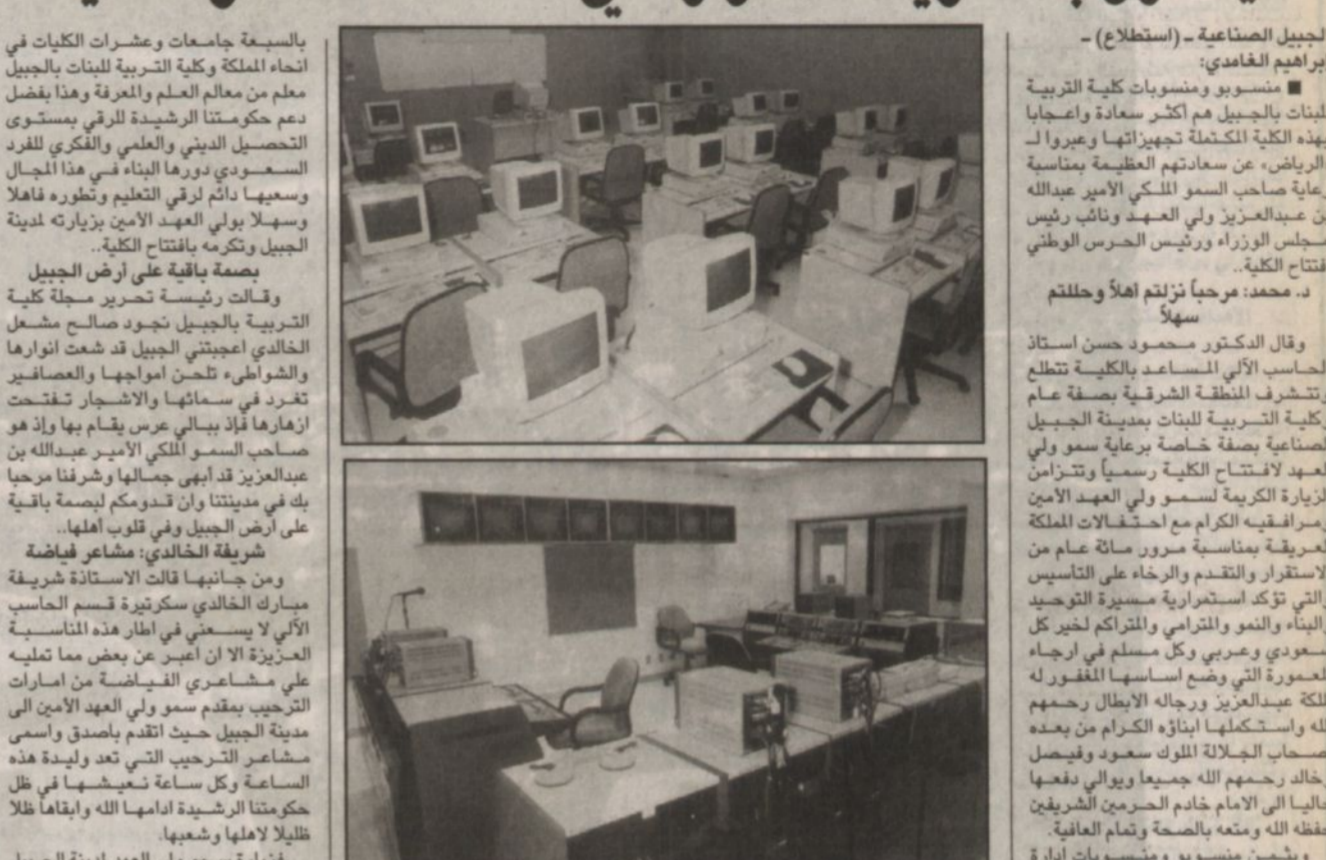 لجبيل الصناعية ـ (استطلاع) ـ
ابراهيم الغامدي:
■ منسوبو ومنسوبات كلية التربية
للبنات بالجبيل هم أكثر سعادة واعجابا
بهذه الكلية المكتملة تجهيزاتها وعبروا لـ
«الرياض» عن سعادتهم العظيمة بمناسبة
رعاية صاحب السمو الملكي الأمير عبدالله
بن عبدالعزيز ولي العهد ونائب رئيس
مجلس الوزراء ورئيس الحرس الوطني
افتتاح الكلية..
د. محمد: مرحباً نزلتم اهلاً وحللتم
سهلاً
وقال الدكتور محمود حسن استاذ
الحاسب الآلي المساعد بالكلية تتطلع
وتتشرف المنطقة الشرقية بصفة عام
وكلية التربية للبنات بمدينة الجبيل
الصناعية بصفة خاصة برعاية سمو ولي
العهد لافتتاح الكلية رسمياً وتتزامن
الزيارة الكريمة لسمو ولي العهد الأمين
ومرافقيه الكرام مع احتفالات المملكة
العريقة بمناسبة مرور مائة عام من
الاستقرار والتقدم والرخاء على التأسيس
والتي تؤكد استمرارية مسيرة التوحيد
والبناء والنمو والمترامي والمتراكم لخير كل
سعودي وعربي وكل مسلم في ارجاء
المعمورة التي وضع اساسها المغفور له
الملكة عبدالعزيز ورجاله الابطال رحمهم
الله واستكملها ابناؤه الكرام من بعده
اصحاب الجلالة الملوك سعود وفيصل
وخالد رحمهم الله جميعا ويوالي دفعها
حاليا الى الامام خادم الحرمين الشريفين
حفظه الله ومتعه بالصحة وتمام العافية.
منسوبو ومنسوبات إدارة
بالسبعة جامعات وعشرات الكليات في
انحاء المملكة وكلية التربية للبنات بالجبيل
معلم من معالم العلم والمعرفة وهذا بفضل
دعم حكومتنا الرشيدة للرقي بمستوى
التحصيل الديني والعلمي والفكري للفرد
السعودي دورها البناء في هذا المجال
وسعيها دائم لرقي التعليم وتطوره فاهلا
وسهلا بولي العهد الأمين بزيارته لمدينة
الجبيل وتكرمه بافتتاح الكلية..
بصمة باقية على أرض الجبيل
وقالت رئيسة تحرير مجلة كلية
التربية بالجبيل نجود صالح مشعل
الخالدي اعجبتني الجبيل قد شعت انوارها
والشواطىء تلحن امواجها والعصافير
تغرد في سمائها والاشجار تفتحت
ازهارها فإذ ببالي عرس يقام بها وإذ هو
صاحب السمو الملكي الأمير عبدالله بن
عبدالعزيز قد أبهى جمالها وشرفنا مرحبا
بك في مدينتنا وان قدومكم لبصمة باقية
على أرض الجبيل وفي قلوب أهلها..
شريفة الخالدي: مشاعر فياضة
ومن جانبها قالت الاستاذة شريفة
مبارك الخالدي سكرتيرة قسم الحاسب
الآلي لا يسعني في اطار هذه المناسبة
العزيزة الا ان اعبر عن بعض مما تمليه
علي مشاعري الفياضة من امارات
الترحيب بمقدم سمو ولي العهد الأمين الى
مدينة الجبيل حيث اتقدم بأصدق واسمى
مشاعر الترحيب التي تعد وليدة هذه
الساعة وكل ساعة نعيشها في ظل
حكومتنا الرشيدة ادامها الله وابقاها ظلا
ظليلا لاهلها وشعبها.